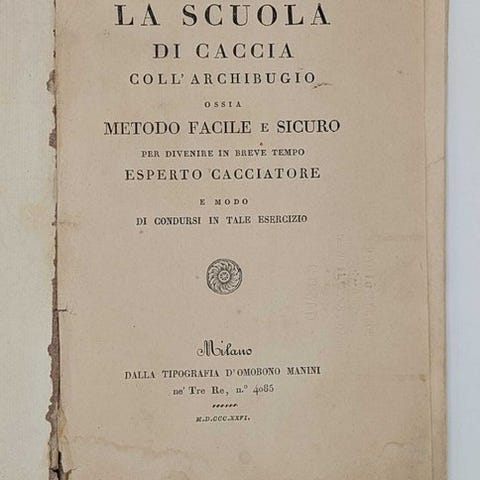 LA SCUOLA
DI CACCIA
COLL'ARCHIBUGIO
OSSIA
METODO FACILE E SICURO
PER DIVENIRE IN BREVE TEMPO
ESPERTO CACCIATORE
E MODO
DI CONDURSI IN TALE ESERCIZIO
Milano
DALLA TIPOGRAFIA D'OMOBONO MANINI
ne' Tre Re, n.° 4085
M.D.CCC.XXVI.